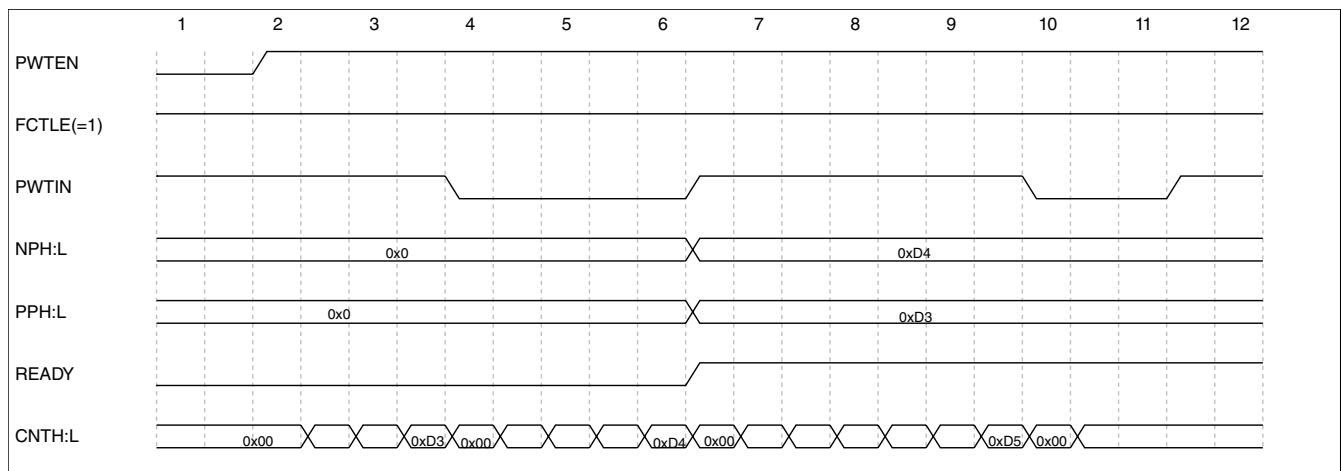 1 2 3 4 5 6 7 8 9 10 11 12
PWTEN
FCTLE(=1)
PWTIN
NPH:L 0x0 0xD4
PPH:L 0x0 0xD3
READY
CNTH:L 0x00 0xD3 0x00 0xD4 0x00 0xD5 0x00